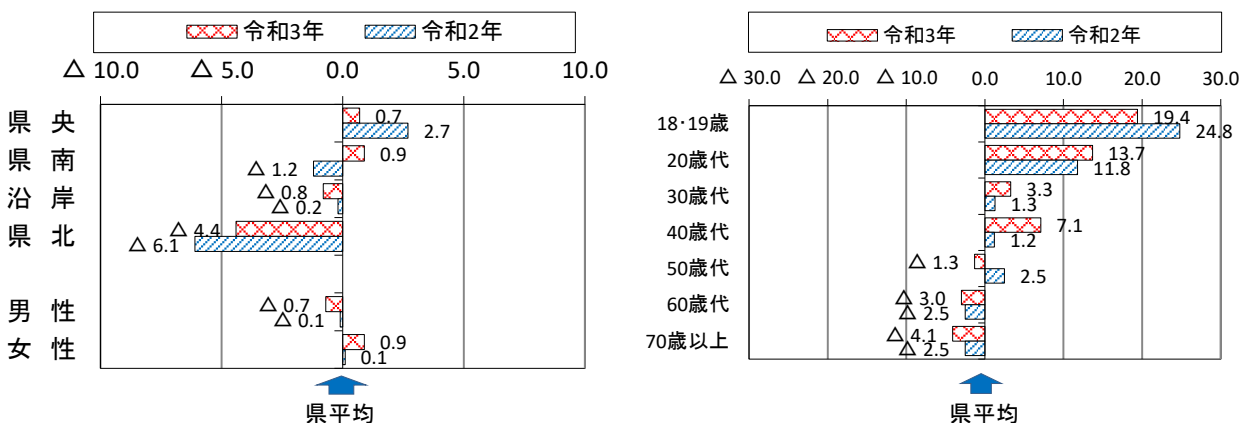 令和3年 令和2年
△ 10.0 △ 5.0 0.0 5.0 10.0
県央 0.7
2.7
県南 0.9
△ 1.2
沿岸 △ 0.8
△ 0.2
県北 △ 4.4
△ 6.1
男性 △ 0.7
△ 0.1
女性 0.9
0.1
県平均
令和3年 令和2年
△ 30.0 △ 20.0 △ 10.0 0.0 10.0 20.0 30.0
18・19歳 19.4
24.8
20歳代 13.7
11.8
30歳代 3.3
1.3
40歳代 7.1
1.2
50歳代 △ 1.3
2.5
60歳代 △ 3.0
△ 2.5
70歳以上 △ 4.1
△ 2.5
県平均